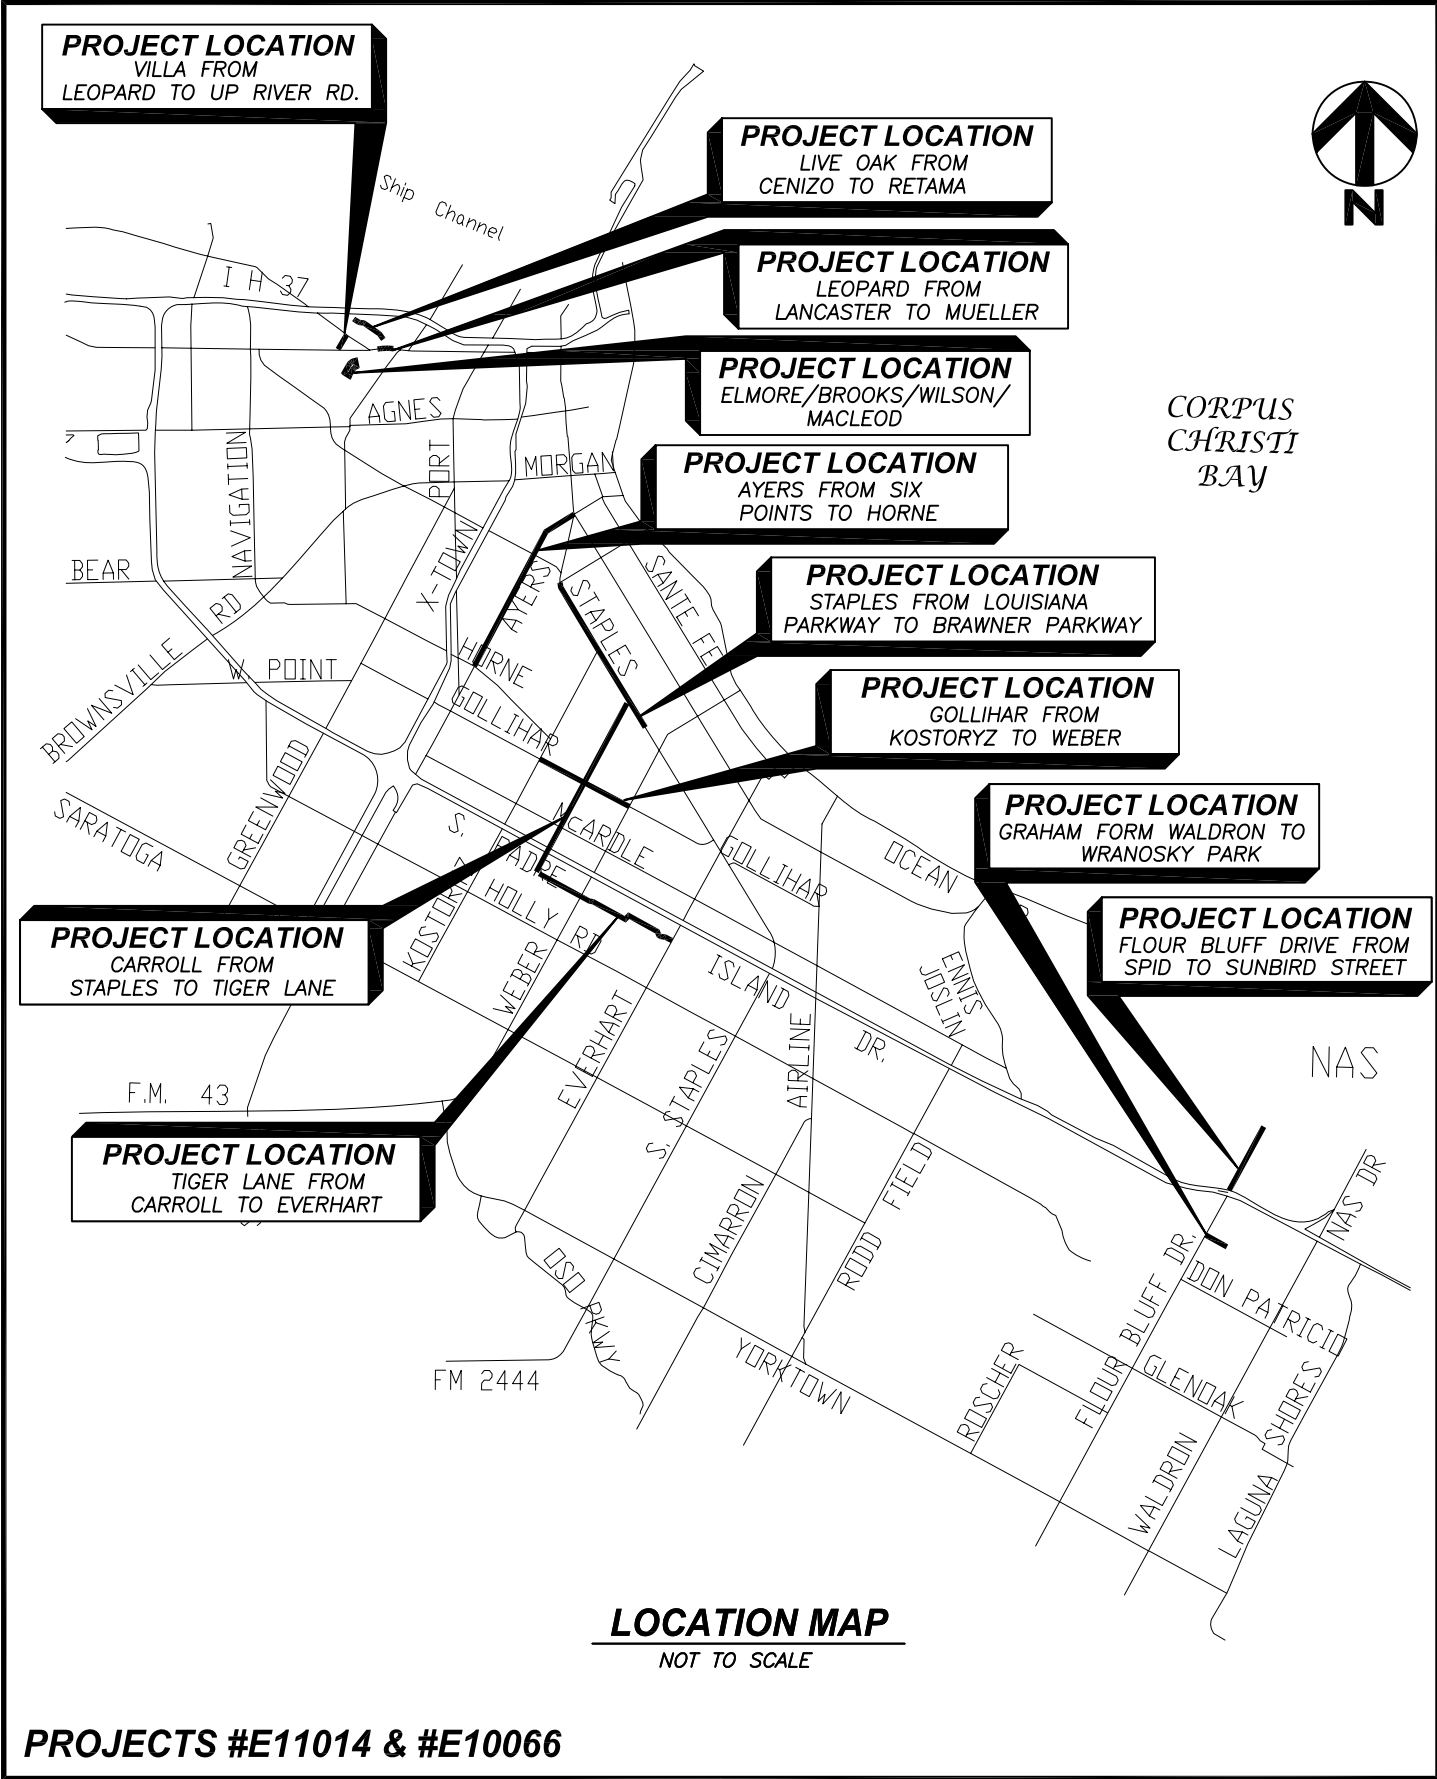 PROJECT LOCATION
VILLA FROM
LEOPARD TO UP RIVER RD.
PROJECT LOCATION
LIVE OAK FROM
CENIZO TO RETAMA
N
Ship Channel
PROJECT LOCATION
LEOPARD FROM
LANCASTER TO MUELLER
I H 37
PROJECT LOCATION
ELMORE/BROOKS/WILSON/
MACLEOD
CORPUS
CHRISTI
BAY
AGNES
PORT
NAVIGATION
MORGAN
PROJECT LOCATION
AYERS FROM SIX
POINTS TO HORNE
BEAR
X-TOWN
AYERS
STAPLES
SANTE FE
PROJECT LOCATION
STAPLES FROM LOUISIANA
PARKWAY TO BRAWNER PARKWAY
BROWNSVILLE RD
W. POINT
HORNE
GOLLIHAR
PROJECT LOCATION
GOLLIHAR FROM
KOSTORYZ TO WEBER
SARATOGA
GREENWOOD
S. PADRE ISLAND DR.
McARDLE
GOLLIHAR
OCEAN
PROJECT LOCATION
GRAHAM FORM WALDRON TO
WRANOSKY PARK
HOLLY RD
WEBER
PROJECT LOCATION
CARROLL FROM
STAPLES TO TIGER LANE
PROJECT LOCATION
FLOUR BLUFF DRIVE FROM
SPID TO SUNBIRD STREET
ENNIS
JOSLIN
EVERHART
S. STAPLES
AIRLINE
NAS
F.M. 43
PROJECT LOCATION
TIGER LANE FROM
CARROLL TO EVERHART
CIMARRON
RODD FIELD
NAS DR
OSO PKWY
FLOUR BLUFF DR.
DON PATRICIO
FM 2444
YORKTOWN
ROSCHER
GLENOAK
WALDRON
LAGUNA SHORES
LOCATION MAP
NOT TO SCALE
PROJECTS #E11014 & #E10066